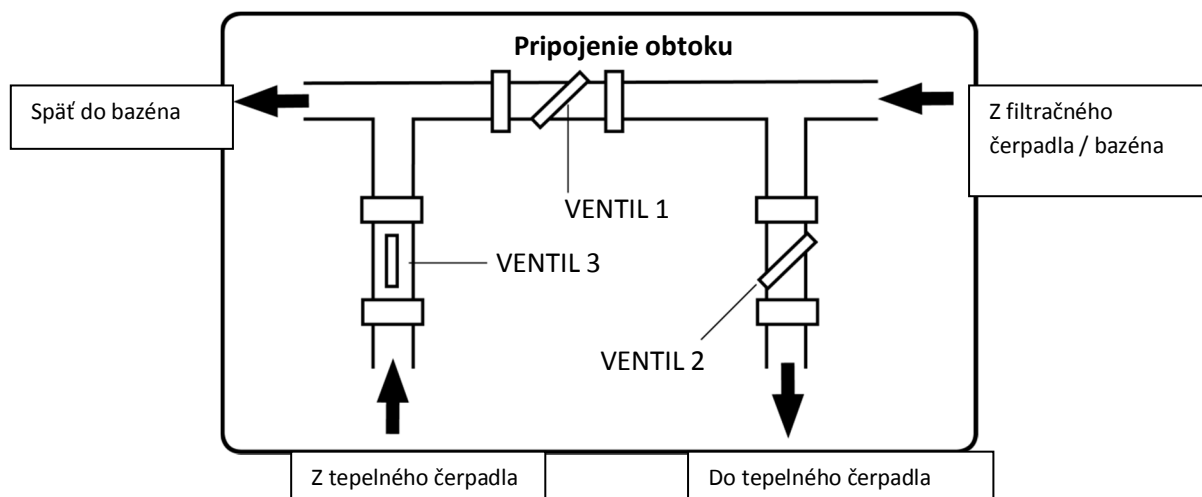 Pripojenie obtoku
Späť do bazéna
Z filtračného
čerpadla / bazéna
VENTIL 1
VENTIL 3
VENTIL 2
Z tepelného čerpadla
Do tepelného čerpadla